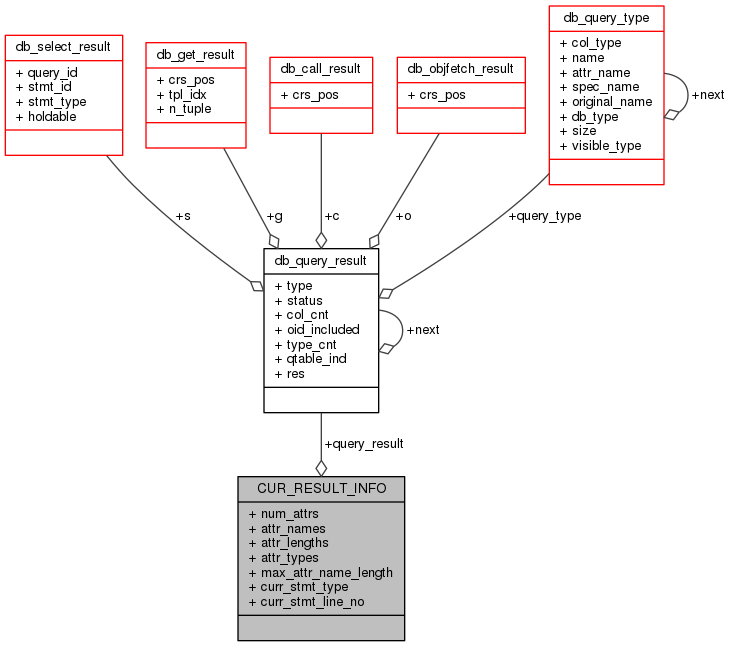 db_select_result
+ query_id
+ stmt_id
+ stmt_type
+ holdable
db_get_result
+ crs_pos
+ tpl_idx
+ n_tuple
db_call_result
+ crs_pos
db_objfetch_result
+ crs_pos
db_query_type
+ col_type
+ name
+ attr_name
+ spec_name
+ original_name
+ db_type
+ size
+ visible_type
+next
+s
+g
+c
+o
+query_type
db_query_result
+ type
+ status
+ col_cnt
+ oid_included
+ type_cnt
+ qtable_ind
+ res
+next
+query_result
CUR_RESULT_INFO
+ num_attrs
+ attr_names
+ attr_lengths
+ attr_types
+ max_attr_name_length
+ curr_stmt_type
+ curr_stmt_line_no